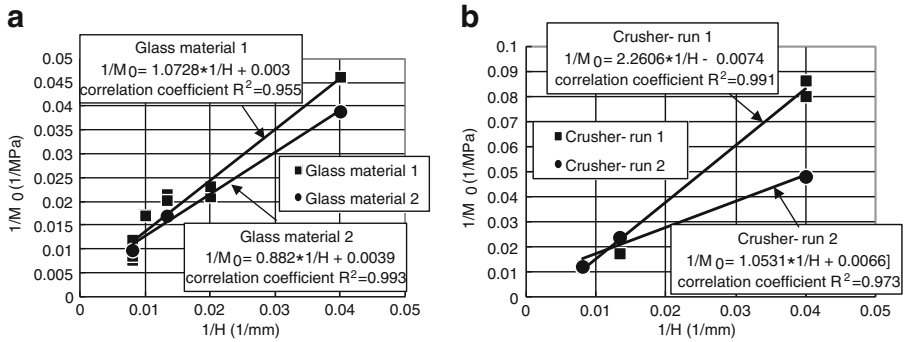 a
Glass material 1
1/M 0= 1.0728*1/H + 0.003
correlation coefficient R2=0.955
0.05
0.045
0.04
0.035
0.03
0.025
0.02
0.015
0.01
0.005
0
1/M 0 (1/MPa)
Glass material 1
Glass material 2
Glass material 2
1/M 0= 0.882*1/H + 0.0039
correlation coefficient R2=0.993
0
0.01
0.02
0.03
0.04
0.05
1/H (1/mm)
b
Crusher- run 1
1/M 0= 2.2606*1/H - 0.0074
correlation coefficient R2=0.991
0.1
0.09
0.08
0.07
0.06
0.05
0.04
0.03
0.02
0.01
0
1/M 0 (1/MPa)
Crusher- run 1
Crusher- run 2
Crusher- run 2
1/M 0= 1.0531*1/H + 0.0066]
correlation coefficient R2=0.973
0
0.01
0.02
0.03
0.04
0.05
1/H (1/mm)